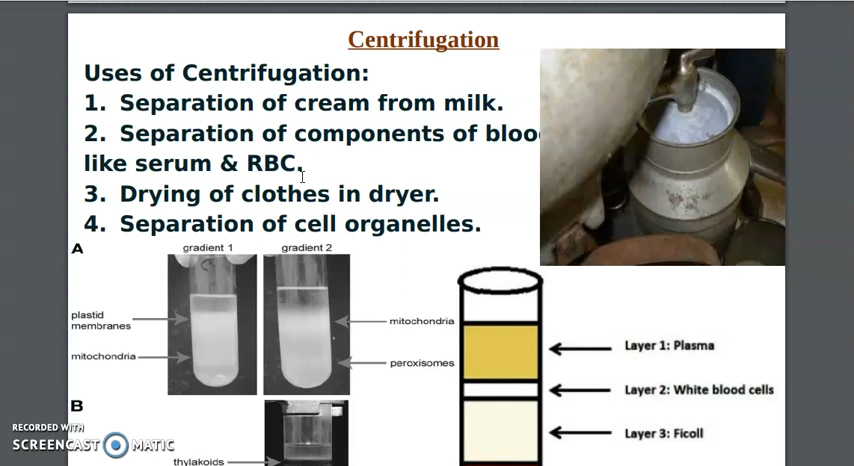 Centrifugation
Uses of Centrifugation:
1. Separation of cream from milk.
2. Separation of components of bloo
like serum & RBC.
3. Drying of clothes in dryer.
4. Separation of cell organelles.
A
gradient 1
gradient 2
plastid
membranes
mitochondria
mitochondria
peroxisomes
B
thylakoids
Layer 1: Plasma
Layer 2: White blood cells
Layer 3: Ficoll
RECORDED WITH
SCREENCAST MATIC